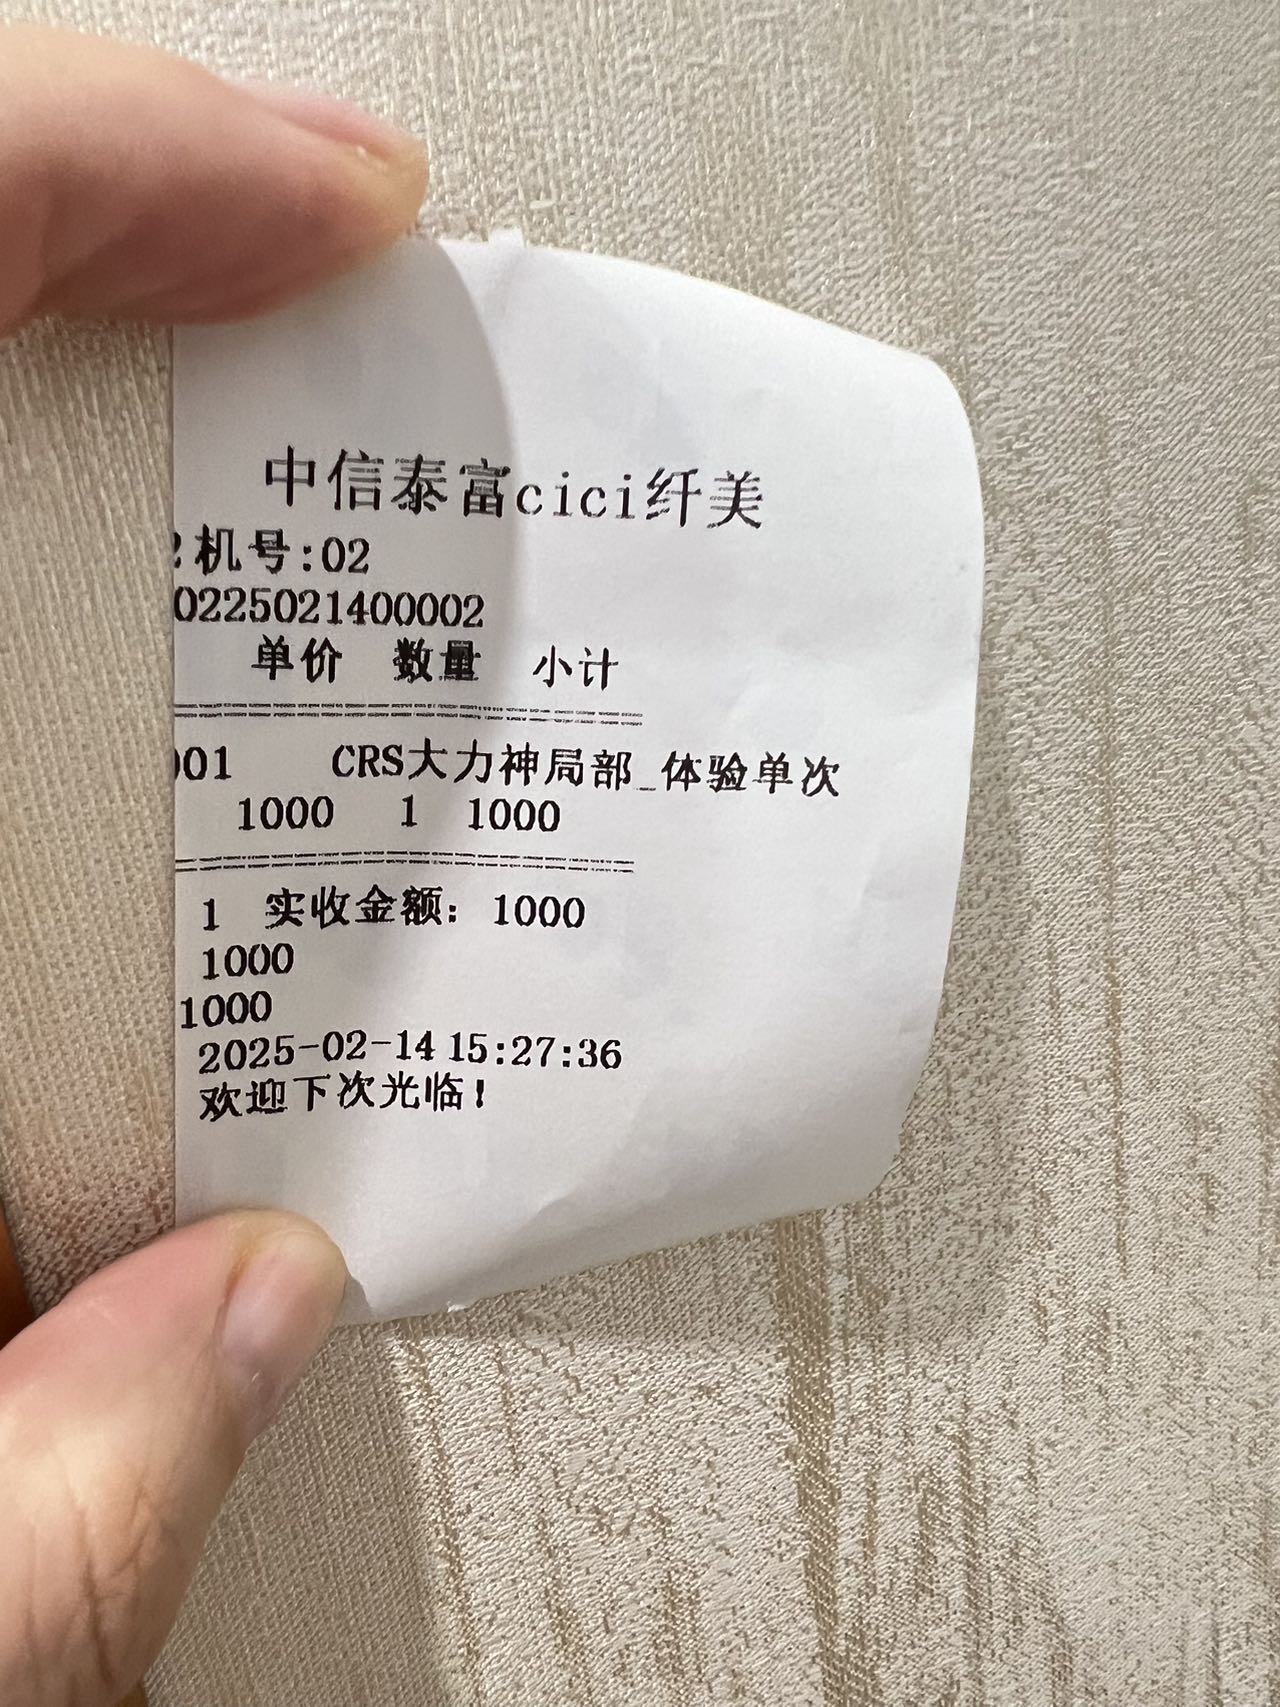 中信泰富cici纤美
机号:02
0225021400002
单价 数量 小计
01 CRS大力神局部_体验单次
1000 1 1000
1 实收金额: 1000
1000
1000
2025-02-14 15:27:36
欢迎下次光临!